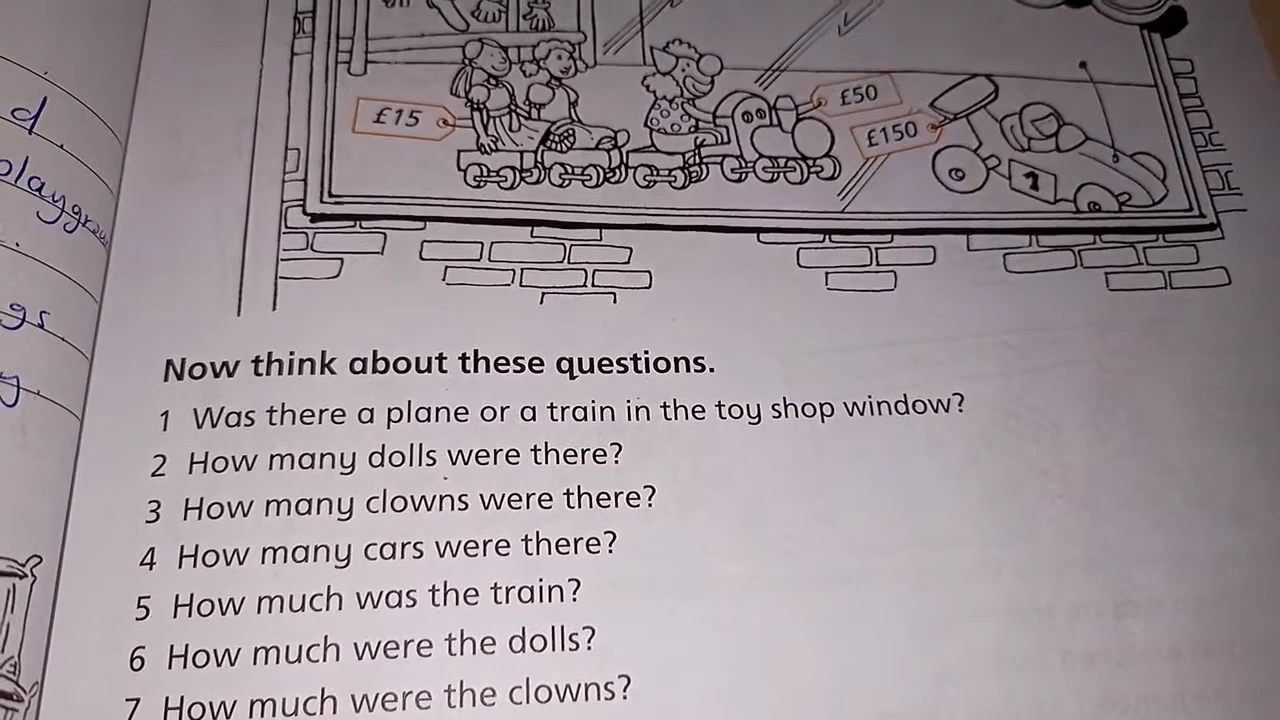 d
playgrou
gs
y.
£15
£50
£150
1
Now think about these questions.
1 Was there a plane or a train in the toy shop window?
2 How many dolls were there?
3 How many clowns were there?
4 How many cars were there?
5 How much was the train?
6 How much were the dolls?
7 How much were the clowns?